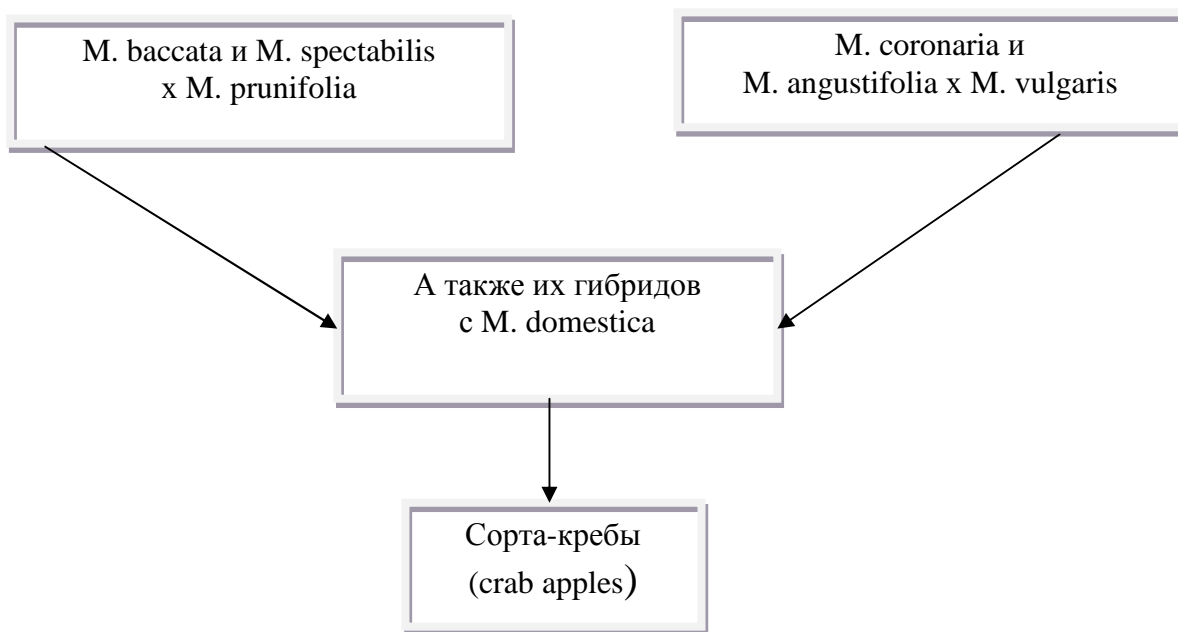 M. baccata и M. spectabilis
x M. prunifolia
M. coronaria и
M. angustifolia x M. vulgaris
А также их гибридов
с M. domestica
Сорта-кребы
(crab apples)